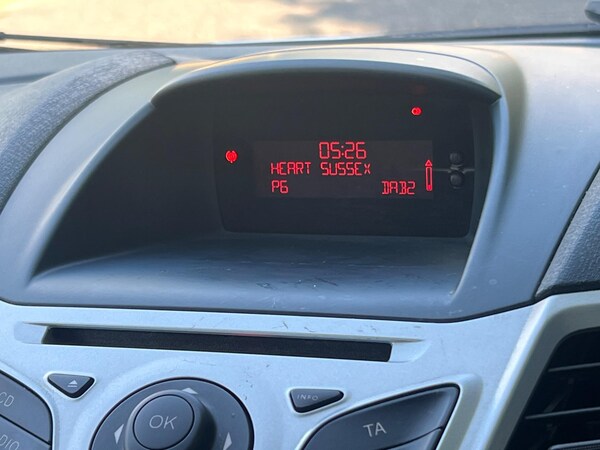 05:26
HEART SUSSEX
P6 DAB2
INFO
CD
OK
TA